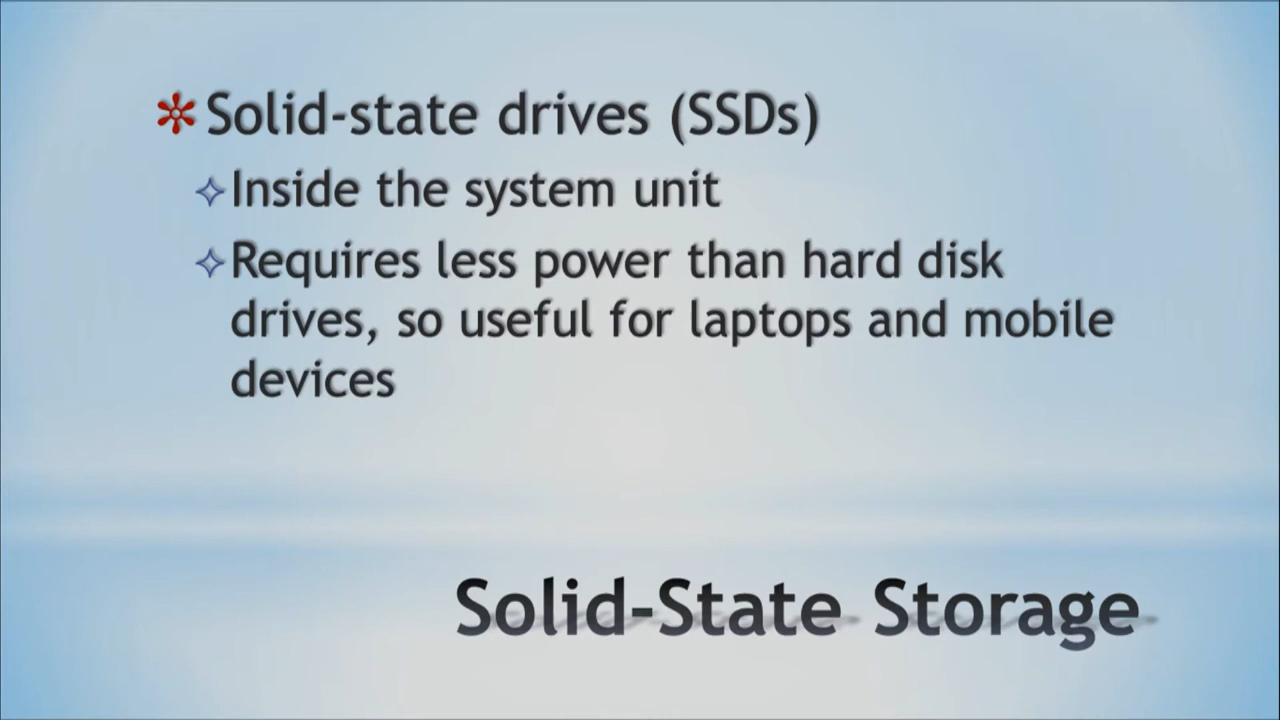 Solid-state drives (SSDs)
Inside the system unit
Requires less power than hard disk
drives, so useful for laptops and mobile
devices
Solid-State Storage